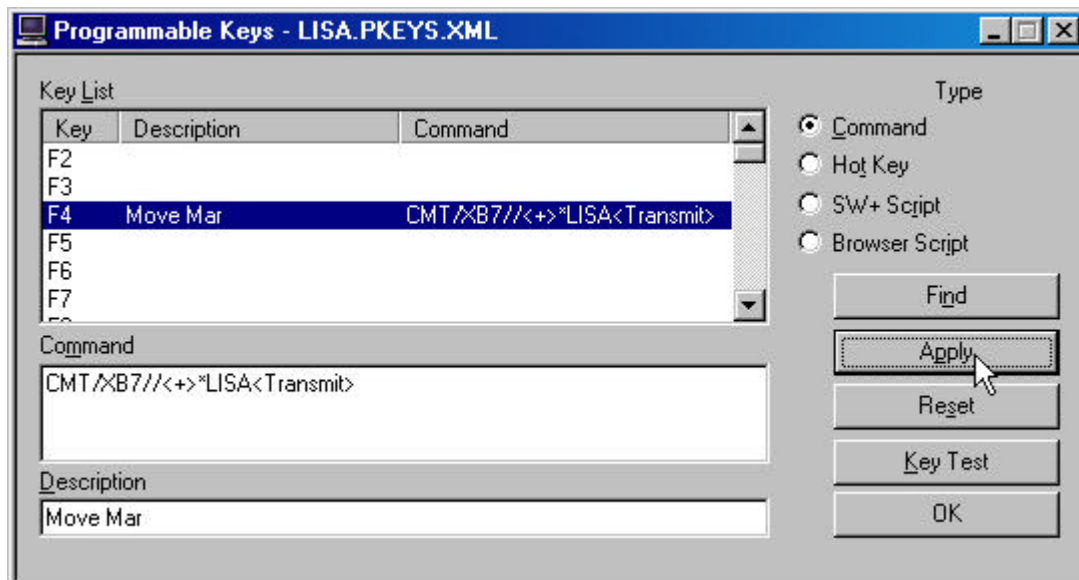 Programmable Keys - LISA.PKEYS.XML
Key List
Type
Key Description Command
F2
F3
F4 Move Mar CMT/XB7//<+>*LISA<Transmit>
F5
F6
F7
Command
Hot Key
SW+ Script
Browser Script
Find
Apply
Reset
Key Test
OK
Command
CMT/XB7//<+>*LISA<Transmit>
Description
Move Mar